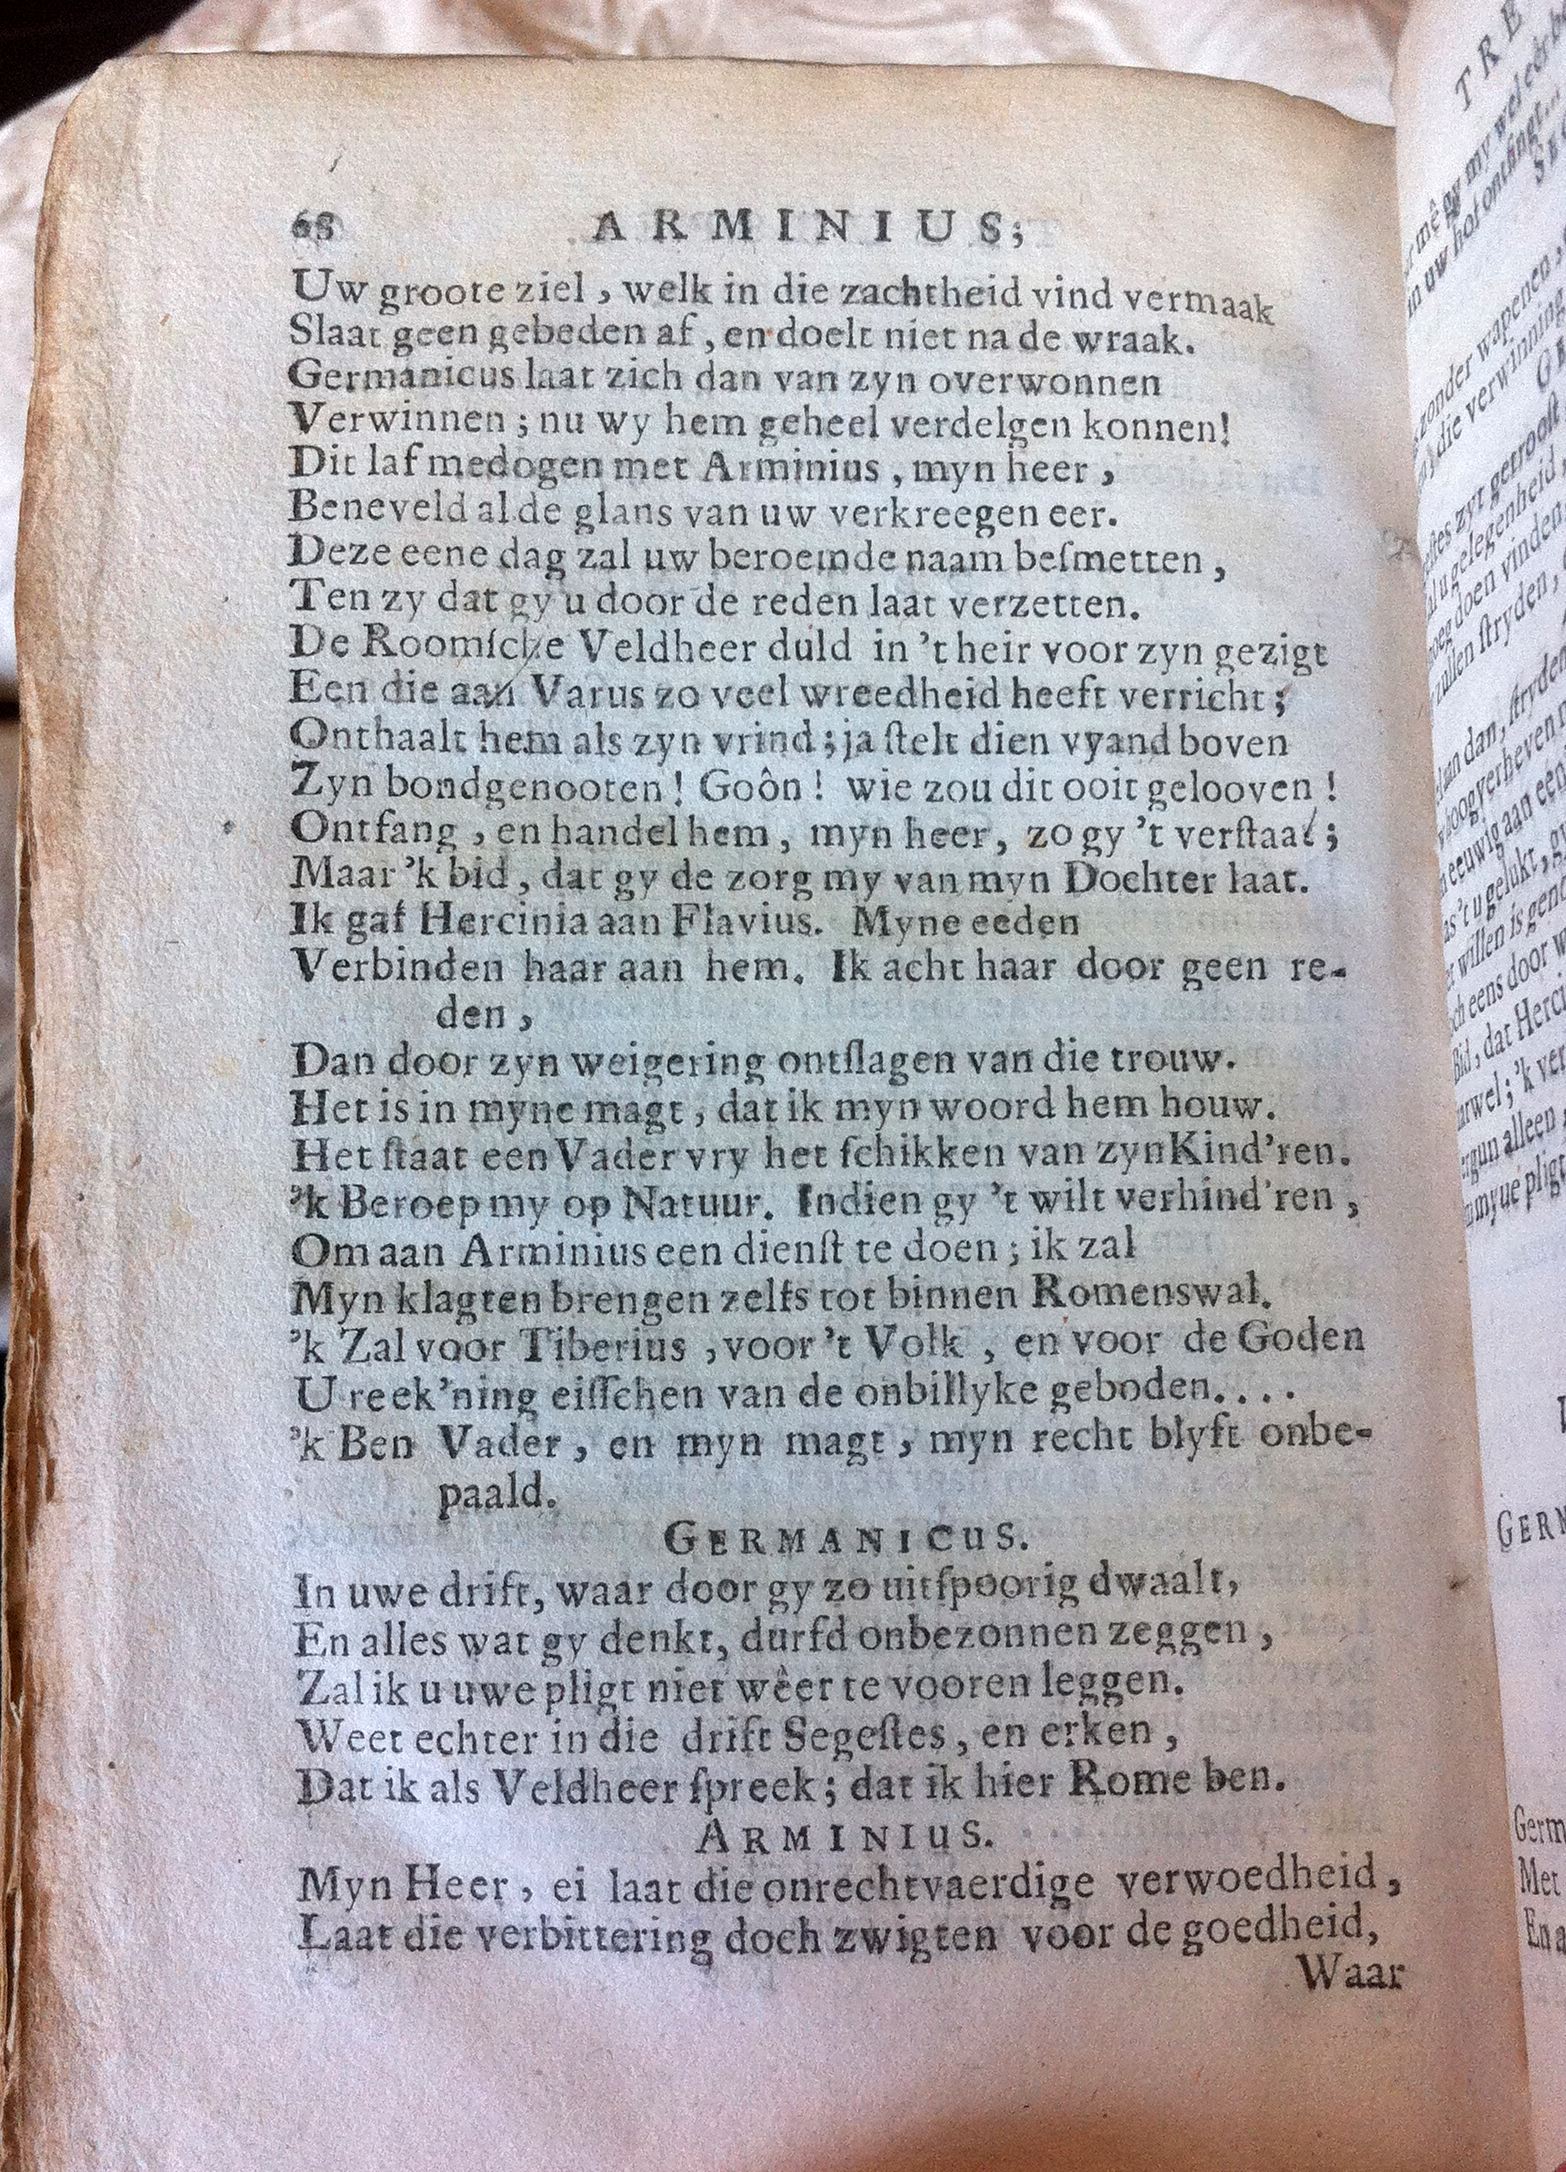 68 ARMINIUS;
Uw groote ziel, welk in die zachtheid vind vermaak
Slaat geen gebeden af, en doelt niet na de wraak.
Germanicus laat zich dan van zyn overwonnen
Verwinnen; nu wy hem geheel verdelgen konnen!
Dit laf medogen met Arminius, myn heer,
Beneveld al de glans van uw verkreegen eer.
Deze eene dag zal uw beroemde naam beſmetten,
Ten zy dat gy u door de reden laat verzetten.
De Roomſche Veldheer duld in 't heir voor zyn gezigt
Een die aan Varus zo veel wreedheid heeft verricht;
Onthaalt hem als zyn vrind; ja ſtelt dien vyand boven
Zyn bondgenooten! Goôn! wie zou dit ooit gelooven!
Ontfang, en handel hem, myn heer, zo gy 't verſtaat;
Maar 'k bid, dat gy de zorg my van myn Dochter laat.
Ik gaf Hercinia aan Flavius. Myne eeden
Verbinden haar aan hem. Ik acht haar door geen re-
den,
Dan door zyn weigering ontſlagen van die trouw.
Het is in myne magt, dat ik myn woord hem houw.
Het ſtaat een Vader vry het ſchikken van zyn Kind'ren.
'k Beroep my op Natuur. Indien gy 't wilt verhind'ren,
Om aan Arminius een dienſt te doen; ik zal
Myn klagten brengen zelfs tot binnen Romens wal.
'k Zal voor Tiberius, voor 't Volk, en voor de Goden
U reek'ning eiſſchen van de onbillyke geboden....
'k Ben Vader, en myn magt, myn recht blyft onbe-
paald.
GERMANICUS.
In uwe drift, waar door gy zo uitſpoorig dwaalt,
En alles wat gy denkt, durfd onbezonnen zeggen,
Zal ik u uwe pligt niet wêer te vooren leggen.
Weet echter in die drift Segeſtes, en erken,
Dat ik als Veldheer ſpreek; dat ik hier Rome ben.
ARMINIUS.
Myn Heer, ei laat die onrechtvaerdige verwoedheid,
Laat die verbittering doch zwigten voor de goedheid,
Waar